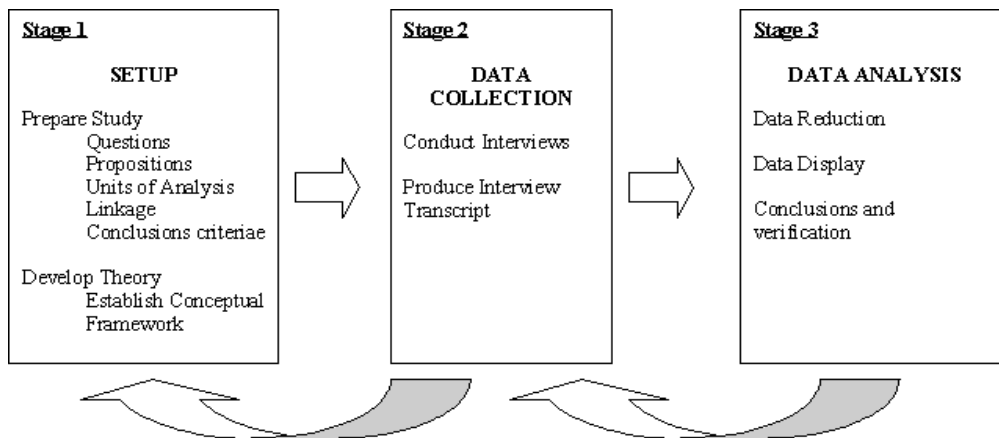 Stage 1
SETUP
Prepare Study
Questions
Propositions
Units of Analysis
Linkage
Conclusions criteriae
Develop Theory
Establish Conceptual
Framework
Stage 2
DATA
COLLECTION
Conduct Interviews
Produce Interview
Transcript
Stage 3
DATA ANALYSIS
Data Reduction
Data Display
Conclusions and
verification